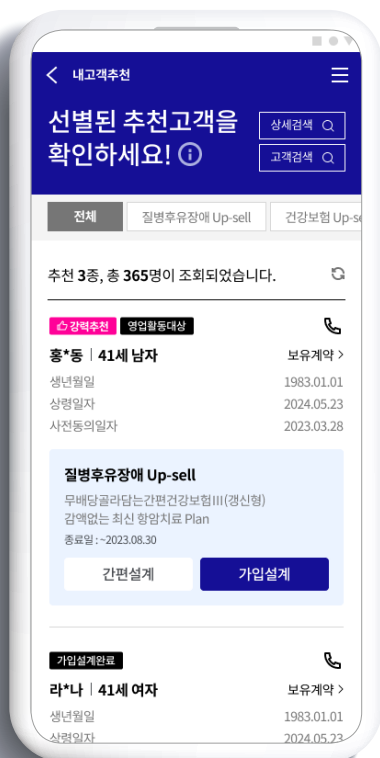 내고객추천
선별된 추천고객을
확인하세요!
상세검색
고객검색
전체
질병후유장애 Up-sell
건강보험 Up-se
추천 3종, 총 365명이 조회되었습니다.
강력추천
영업활동대상
홍*동 | 41세 남자
보유계약 >
생년월일 1983.01.01
상령일자 2024.05.23
사전동의일자 2023.03.28
질병후유장애 Up-sell
무배당골라담는간편건강보험III(갱신형)
감액없는 최신 항암치료 Plan
종료일 : ~2023.08.30
간편설계
가입설계
가입설계완료
라*나 | 41세 여자
보유계약 >
생년월일 1983.01.01
상령일자 2024.05.23